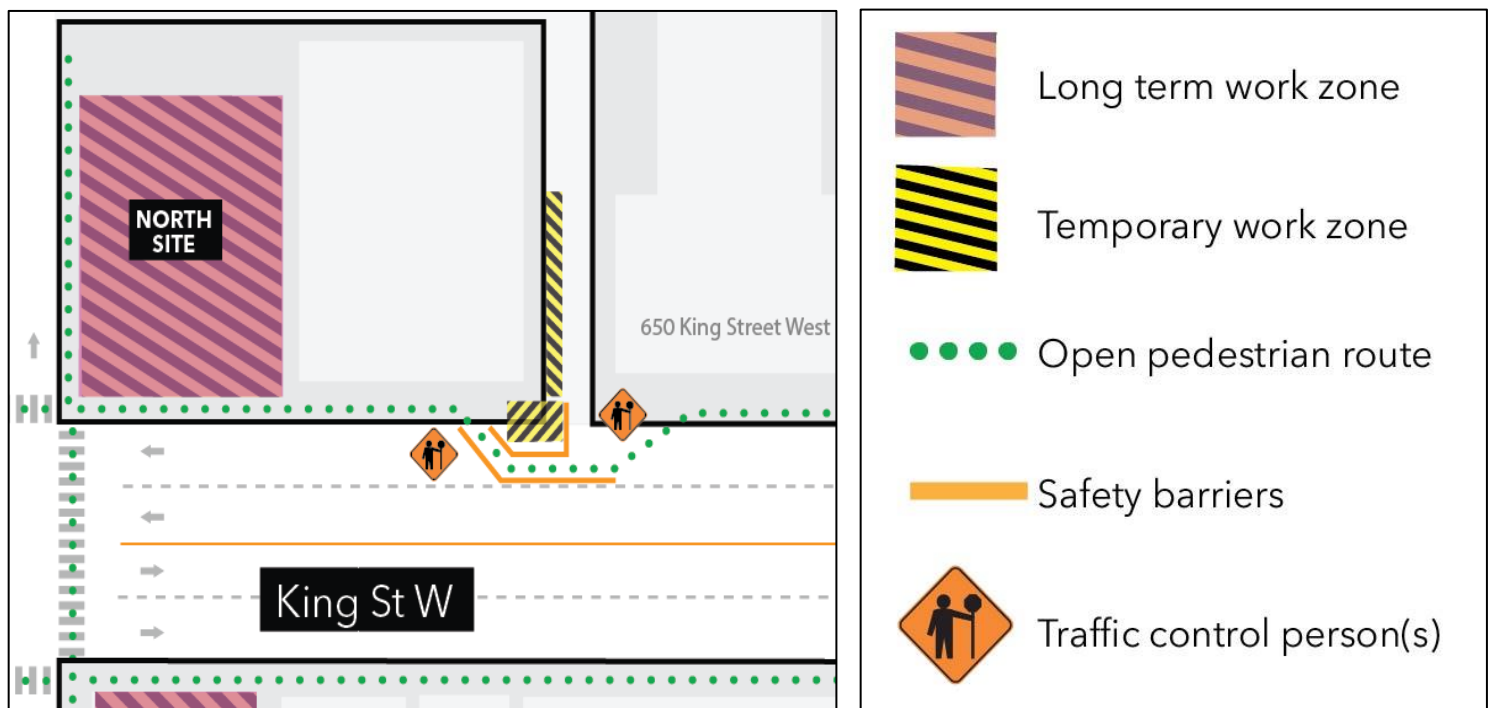 NORTH
SITE
650 King Street West
King St W
Long term work zone
Temporary work zone
Open pedestrian route
Safety barriers
Traffic control person(s)